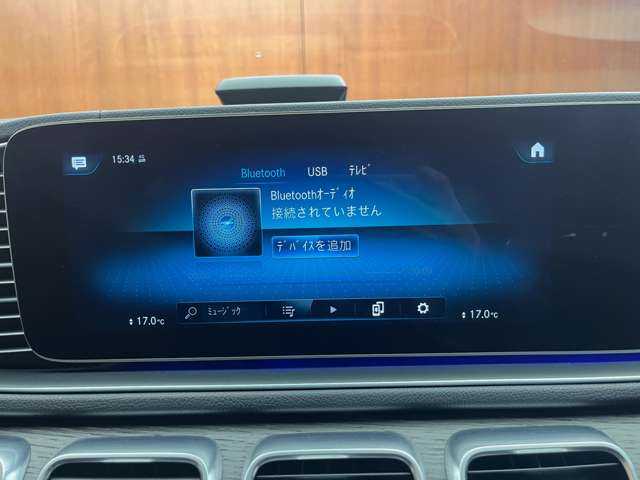 15:34
Bluetooth USB ﾃﾚﾋﾞ
Bluetoothｵｰﾃﾞｨｵ
接続されていません
ﾃﾞﾊﾞｲｽを追加
ﾐｭｰｼﾞｯｸ
17.0℃ 17.0℃